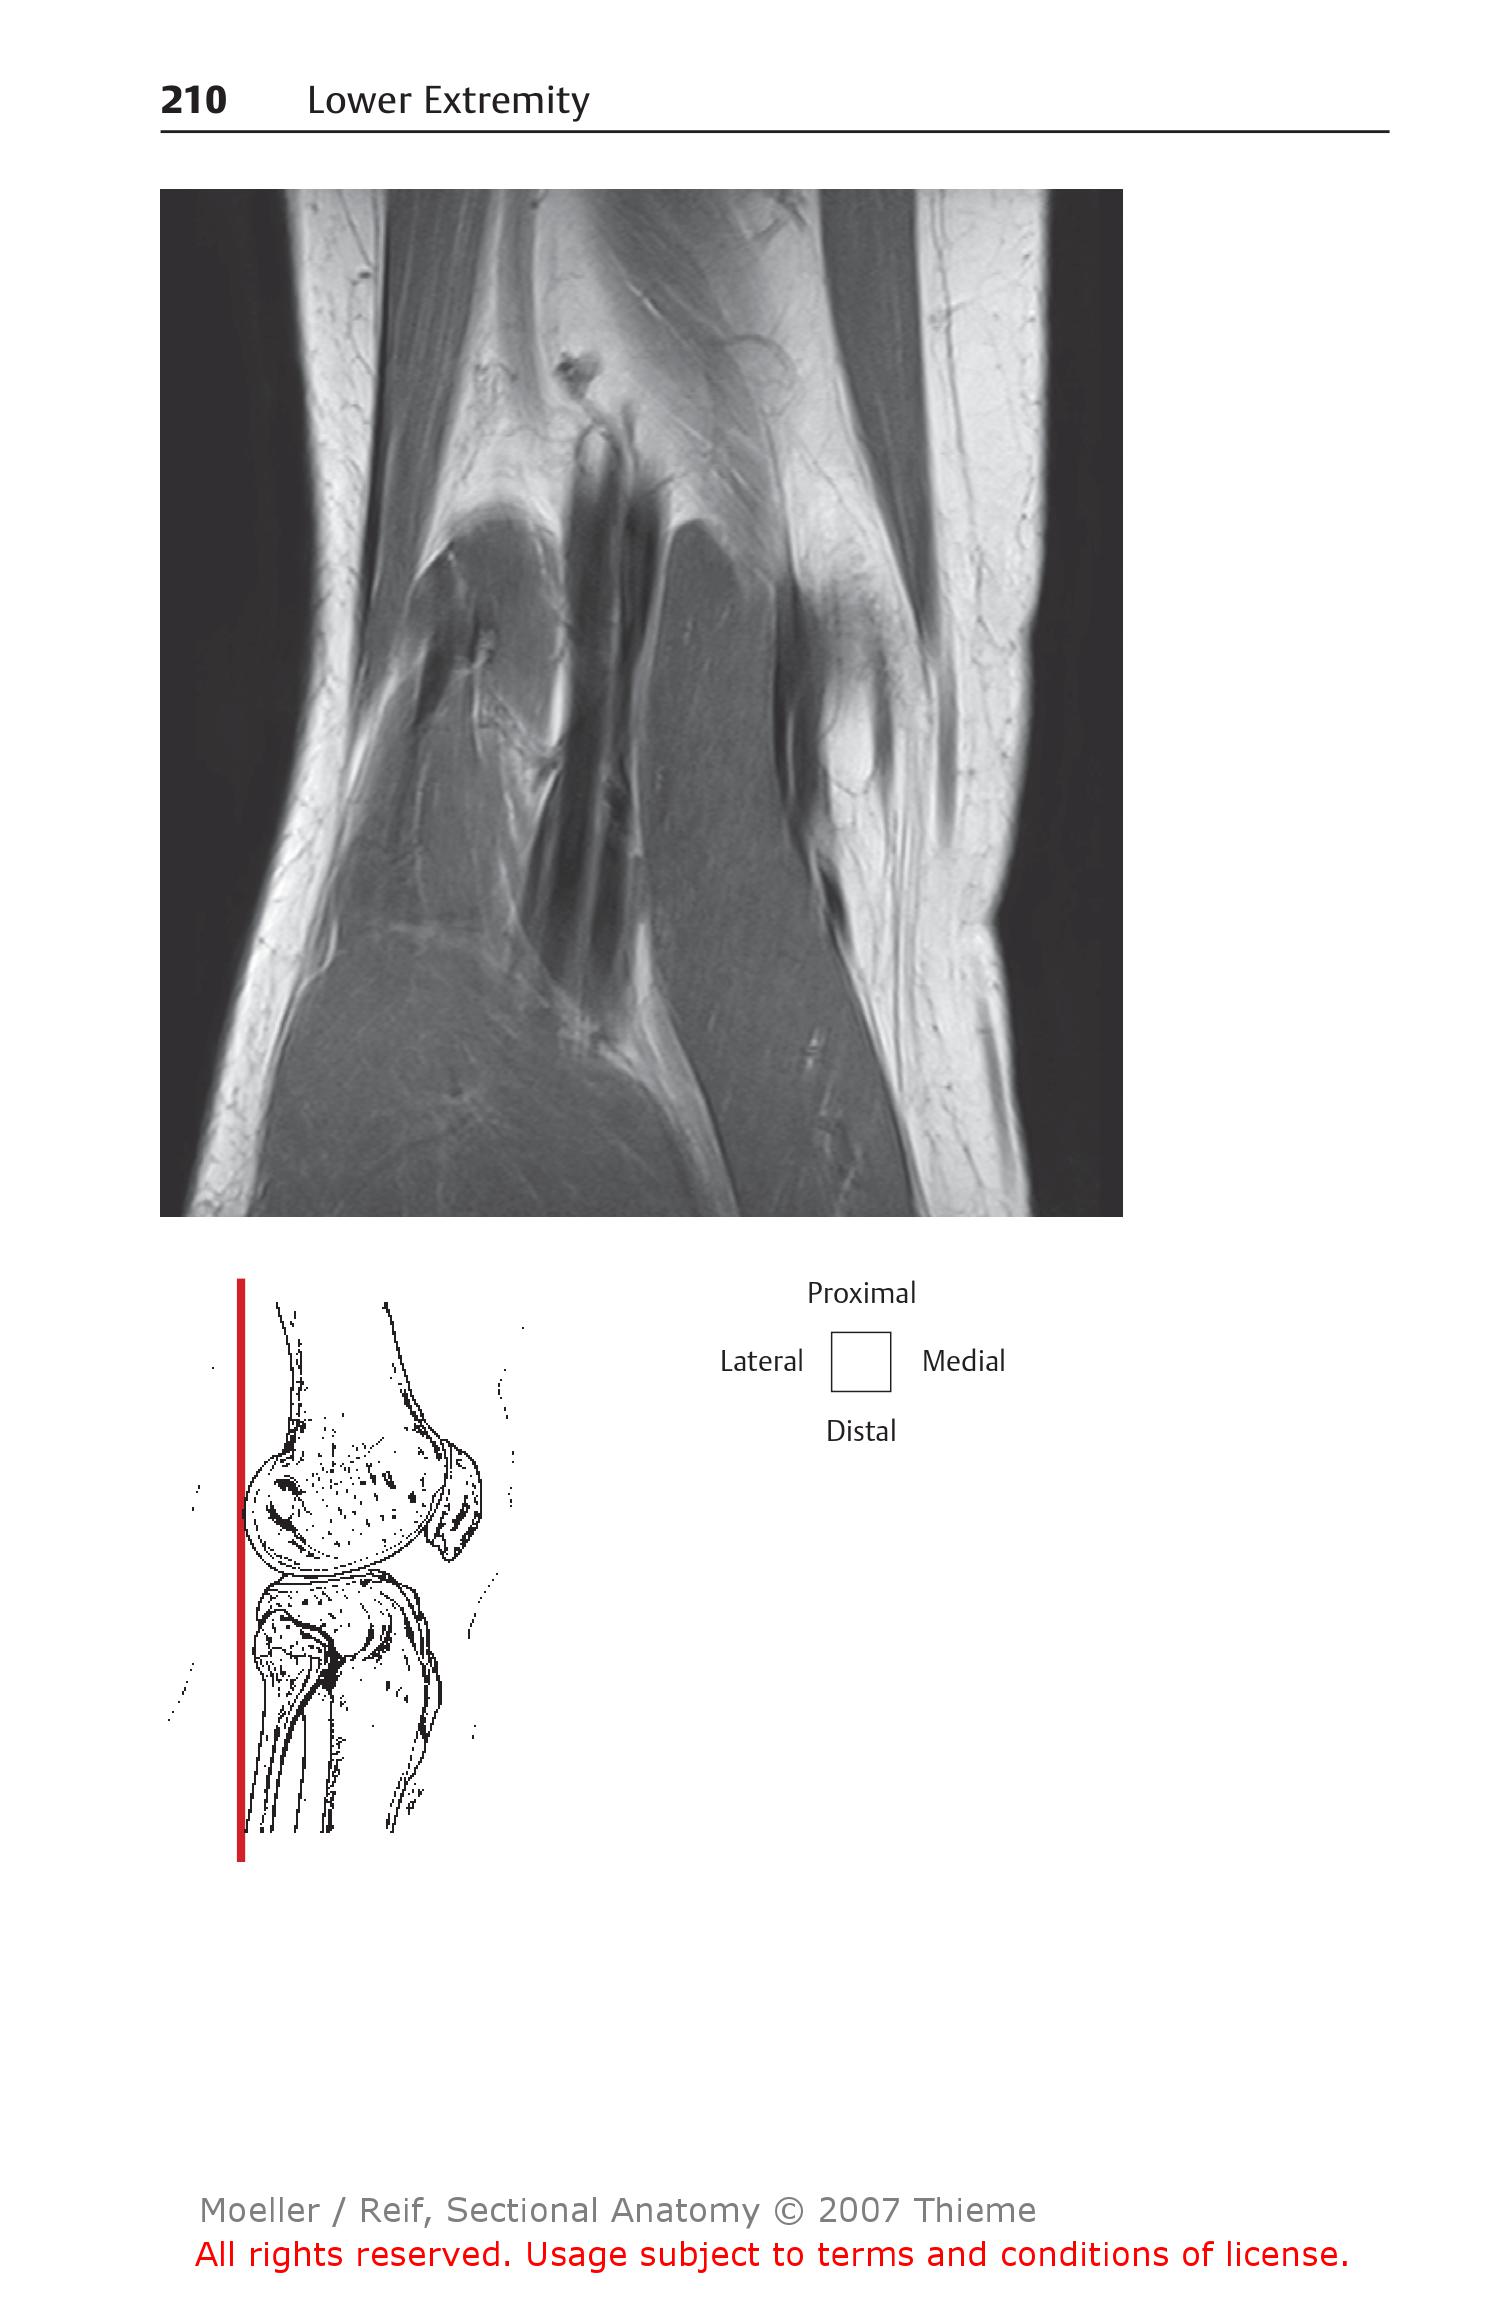 210 Lower Extremity
Proximal
Lateral Medial
Distal
Moeller / Reif, Sectional Anatomy © 2007 Thieme
All rights reserved. Usage subject to terms and conditions of license.